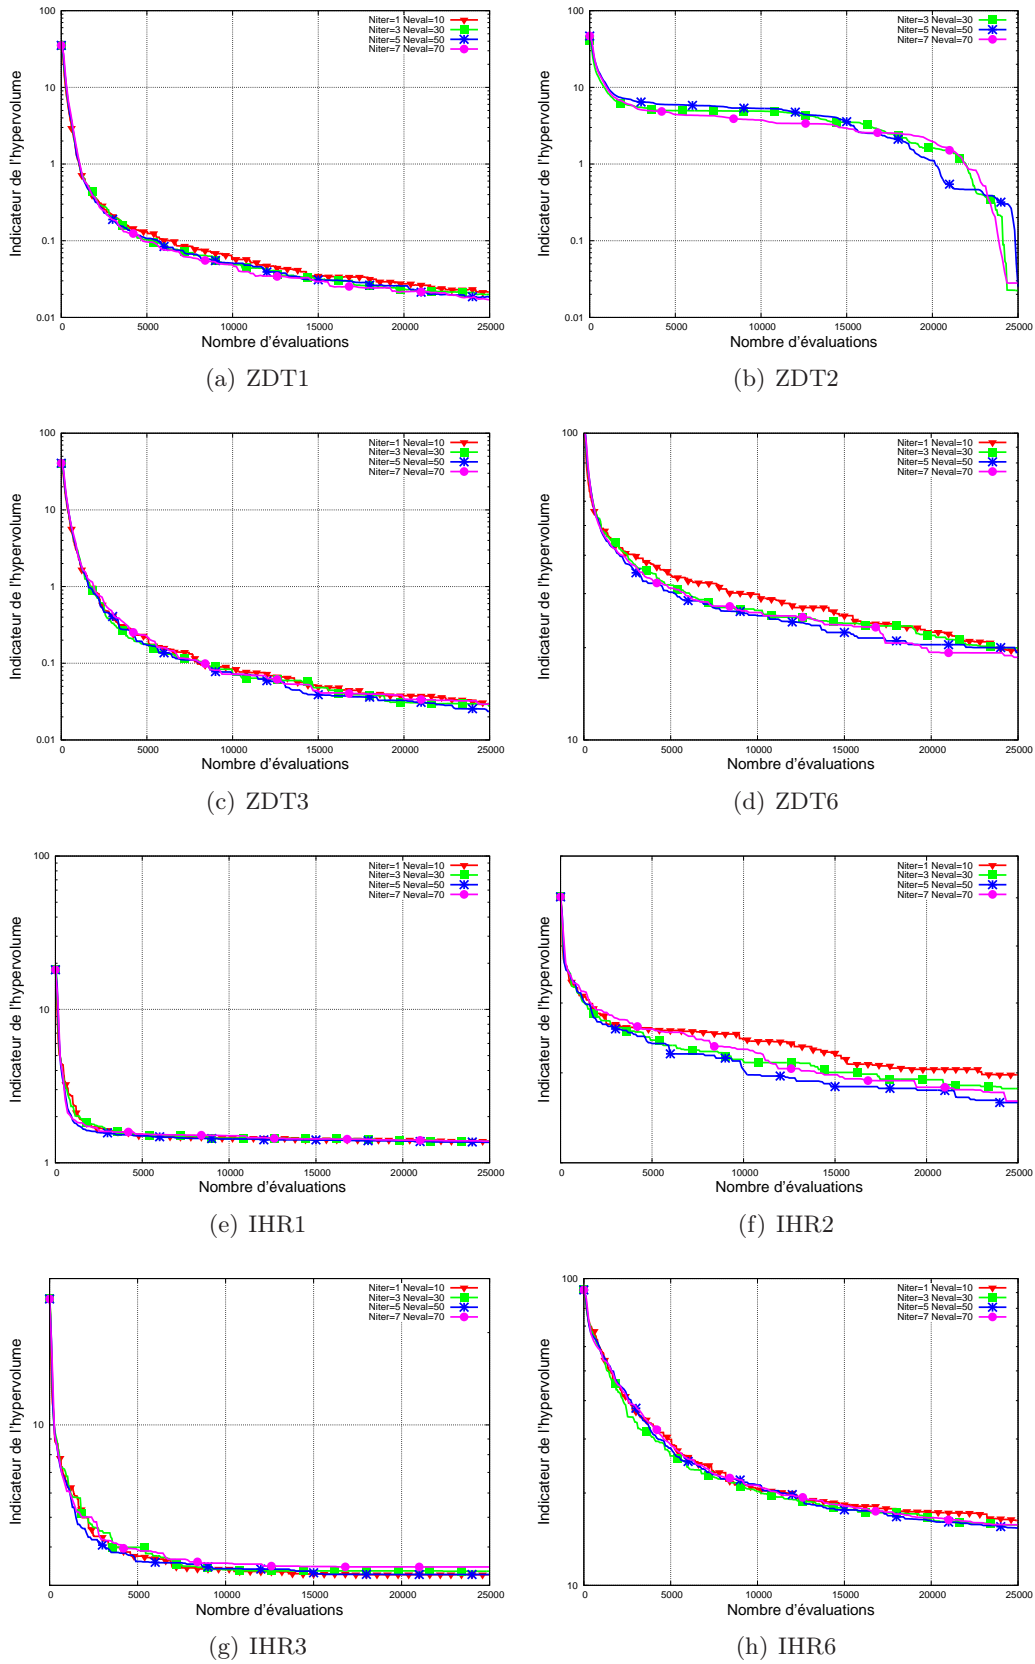 Indicateur de l'hypervolume
100
10
1
0.1
0.01
0 5000 10000 15000 20000 25000
Nombre d'évaluations
Niter=1 Neval=10
Niter=3 Neval=30
Niter=5 Neval=50
Niter=7 Neval=70
(a) ZDT1
Indicateur de l'hypervolume
100
10
1
0.1
0.01
0 5000 10000 15000 20000 25000
Nombre d'évaluations
Niter=3 Neval=30
Niter=5 Neval=50
Niter=7 Neval=70
(b) ZDT2
Indicateur de l'hypervolume
100
10
1
0.1
0.01
0 5000 10000 15000 20000 25000
Nombre d'évaluations
Niter=1 Neval=10
Niter=3 Neval=30
Niter=5 Neval=50
Niter=7 Neval=70
(c) ZDT3
Indicateur de l'hypervolume
100
10
0 5000 10000 15000 20000 25000
Nombre d'évaluations
Niter=1 Neval=10
Niter=3 Neval=30
Niter=5 Neval=50
Niter=7 Neval=70
(d) ZDT6
Indicateur de l'hypervolume
100
10
1
0 5000 10000 15000 20000 25000
Nombre d'évaluations
Niter=1 Neval=10
Niter=3 Neval=30
Niter=5 Neval=50
Niter=7 Neval=70
(e) IHR1
Indicateur de l'hypervolume
0 5000 10000 15000 20000 25000
Nombre d'évaluations
Niter=1 Neval=10
Niter=3 Neval=30
Niter=5 Neval=50
Niter=7 Neval=70
(f) IHR2
Indicateur de l'hypervolume
10
0 5000 10000 15000 20000 25000
Nombre d'évaluations
Niter=1 Neval=10
Niter=3 Neval=30
Niter=5 Neval=50
Niter=7 Neval=70
(g) IHR3
Indicateur de l'hypervolume
100
10
0 5000 10000 15000 20000 25000
Nombre d'évaluations
Niter=1 Neval=10
Niter=3 Neval=30
Niter=5 Neval=50
Niter=7 Neval=70
(h) IHR6